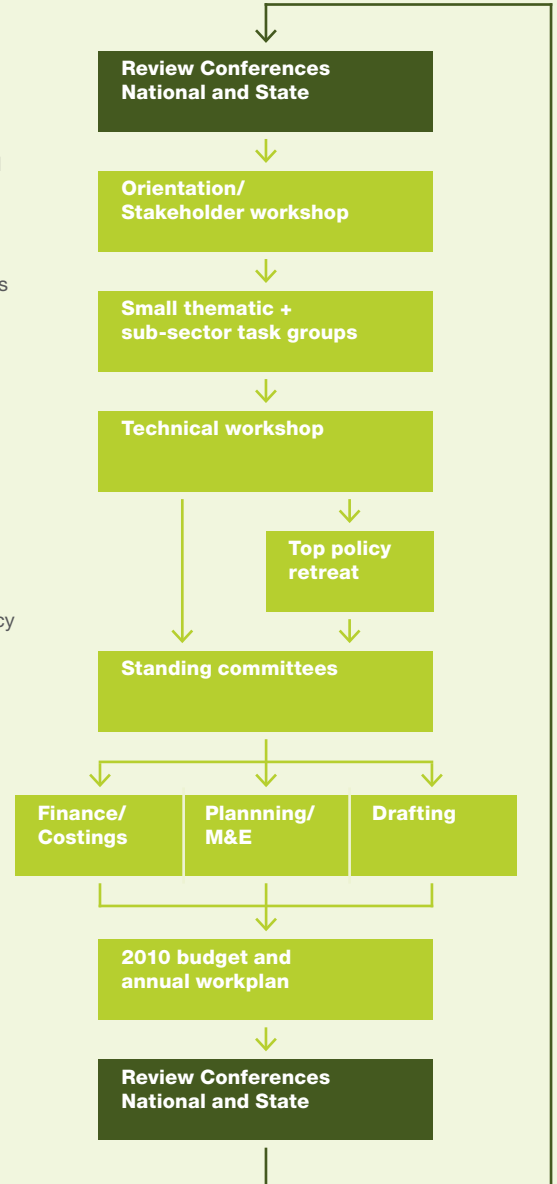 Review Conferences
National and State
Orientation/
Stakeholder workshop
s
Small thematic +
sub-sector task groups
Technical workshop
Top policy
retreat
cy
Standing committees
Finance/
Costings
Plannning/
M&E
Drafting
2010 budget and
annual workplan
Review Conferences
National and State